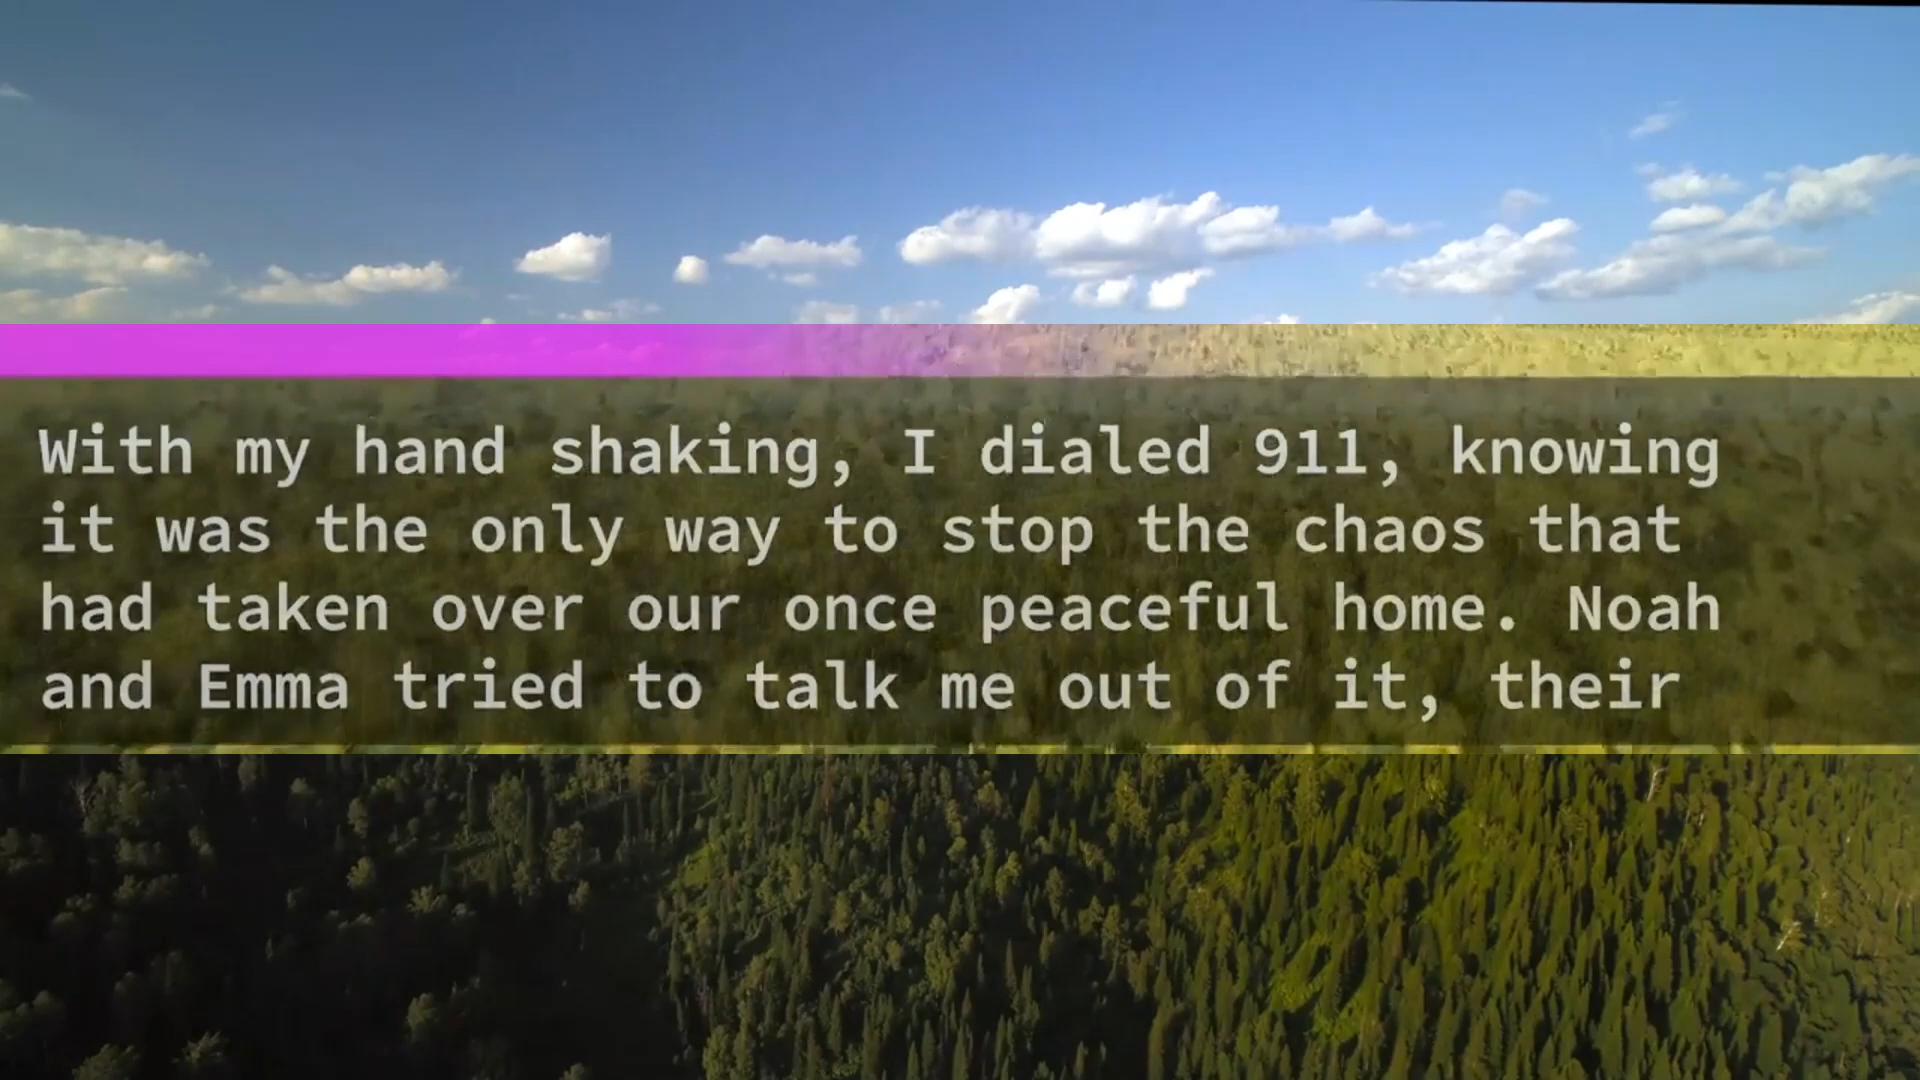 With my hand shaking, I dialed 911, knowing
it was the only way to stop the chaos that
had taken over our once peaceful home. Noah
and Emma tried to talk me out of it, their